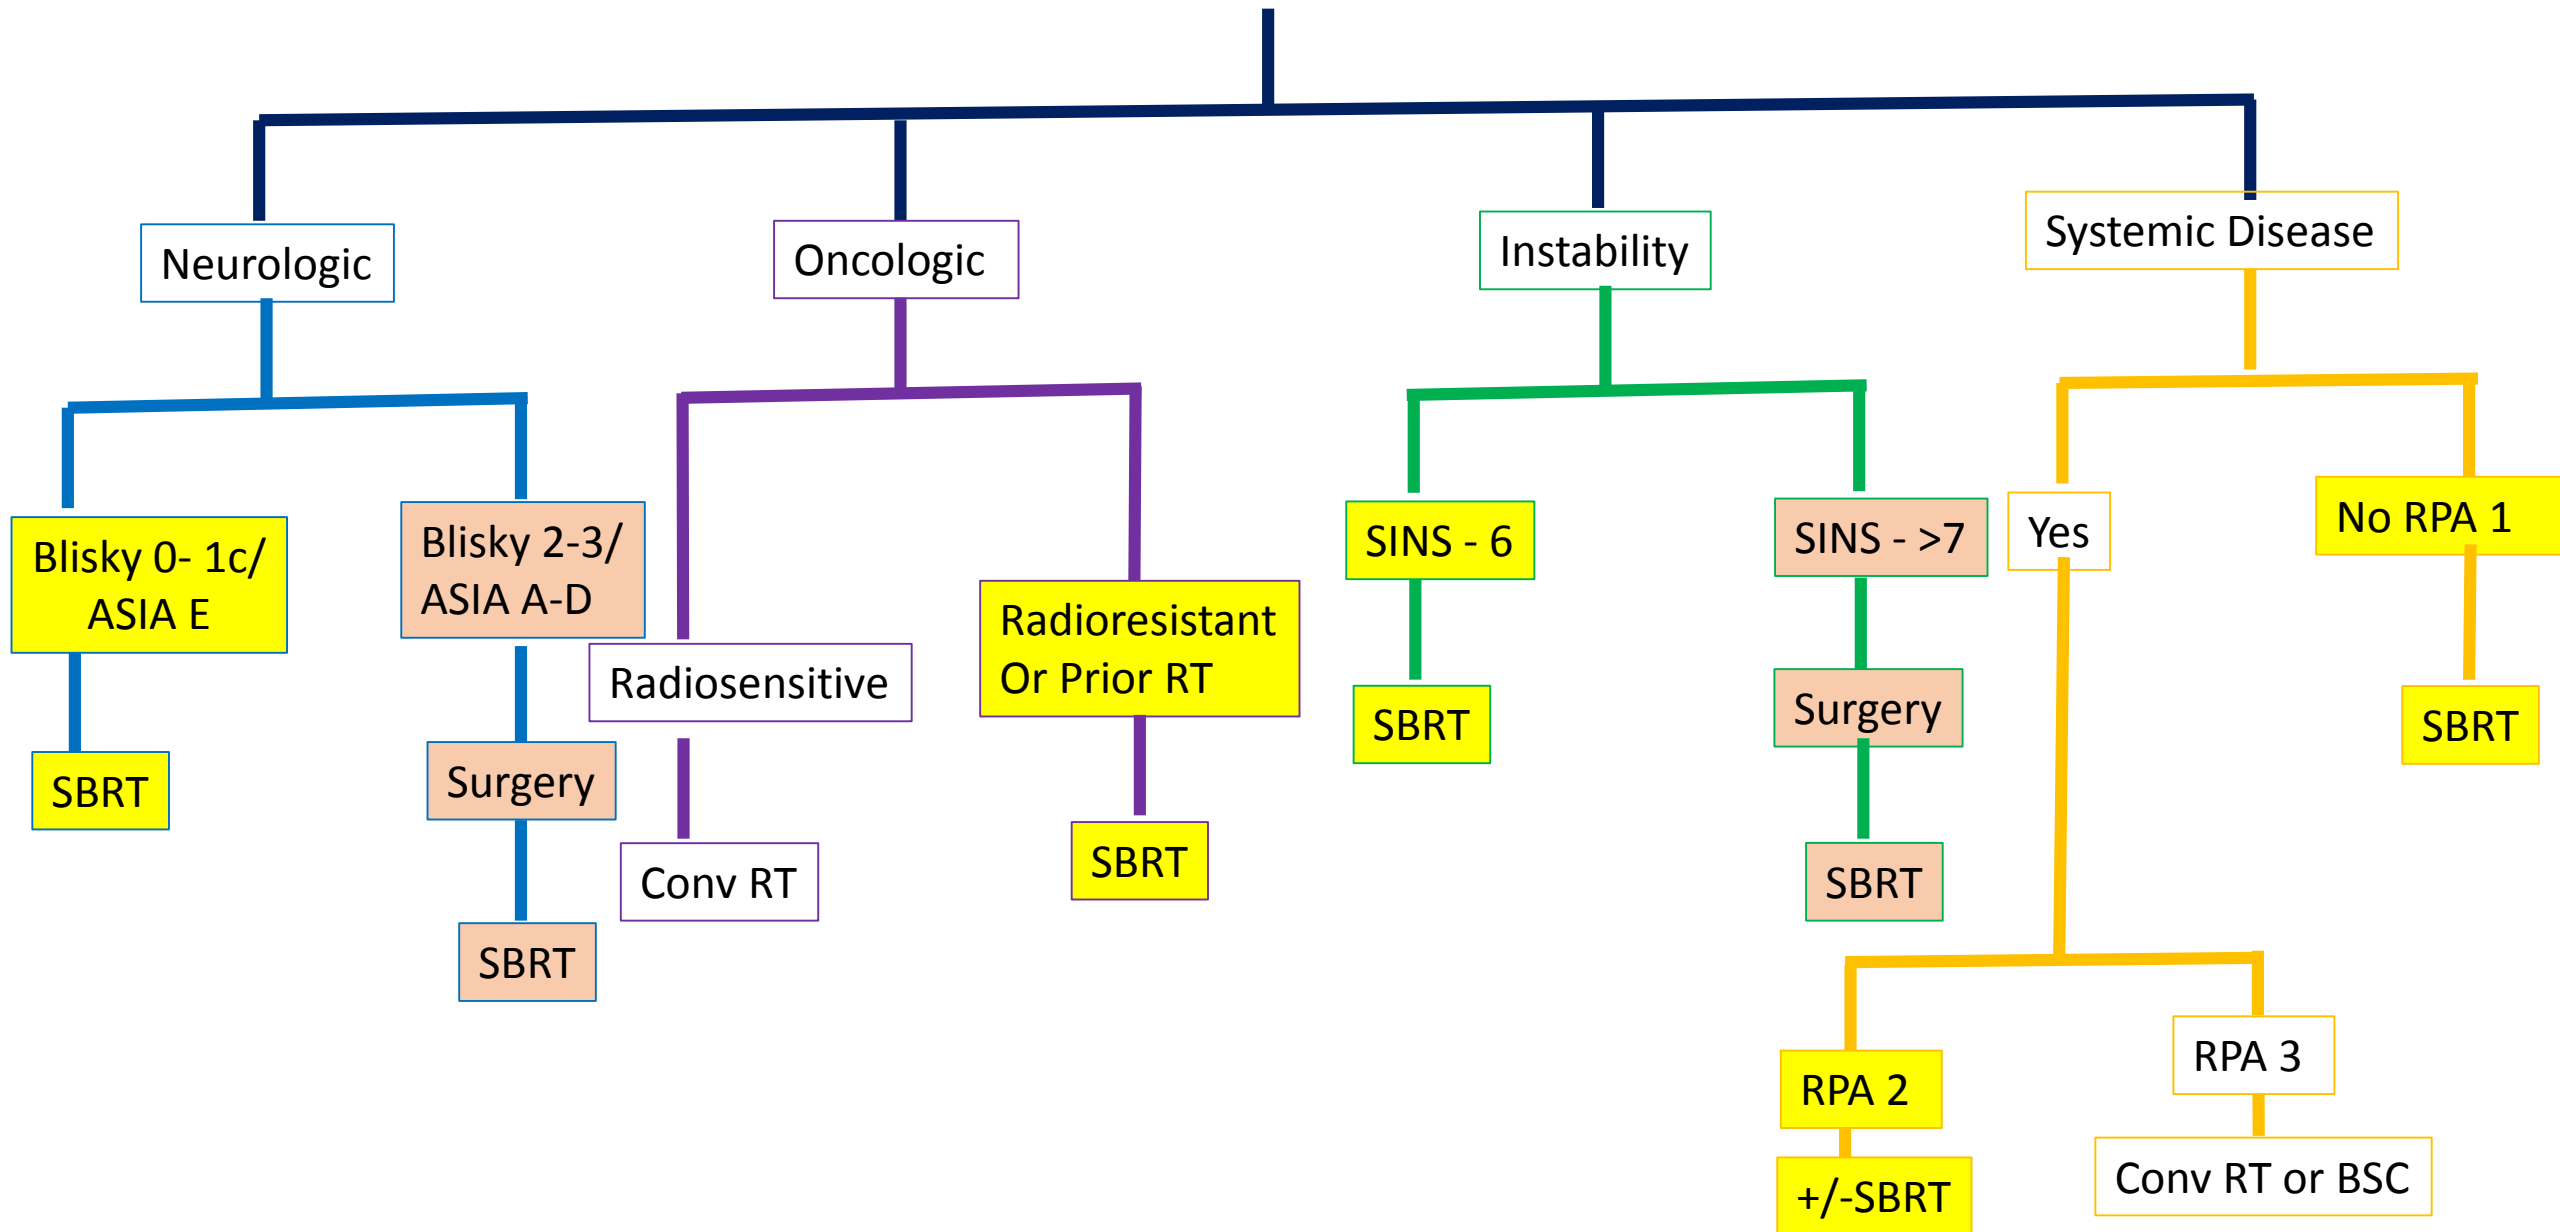 Neurologic
Oncologic
Instability
Systemic Disease
Blisky 0- 1c/
ASIA E
Blisky 2-3/
ASIA A-D
Radiosensitive
Radioresistant
Or Prior RT
SINS - 6
SINS - >7
Yes
No RPA 1
SBRT
Surgery
SBRT
Conv RT
SBRT
SBRT
Surgery
SBRT
SBRT
RPA 2
+/-SBRT
RPA 3
Conv RT or BSC